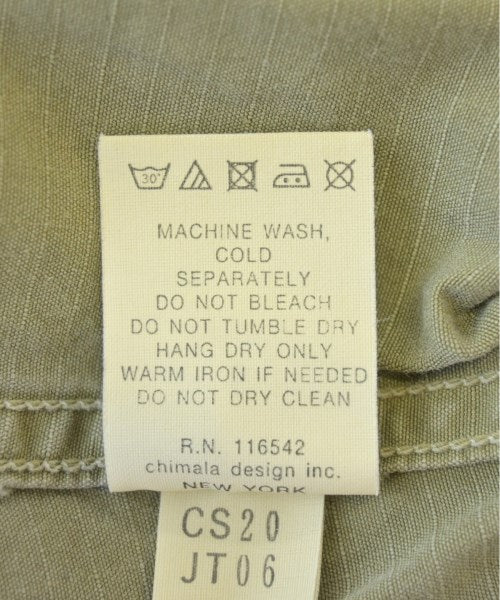 30°
MACHINE WASH,
COLD
SEPARATELY
DO NOT BLEACH
DO NOT TUMBLE DRY
HANG DRY ONLY
WARM IRON IF NEEDED
DO NOT DRY CLEAN
R.N. 116542
chimala design inc.
NEW YORK
CS20
JT06